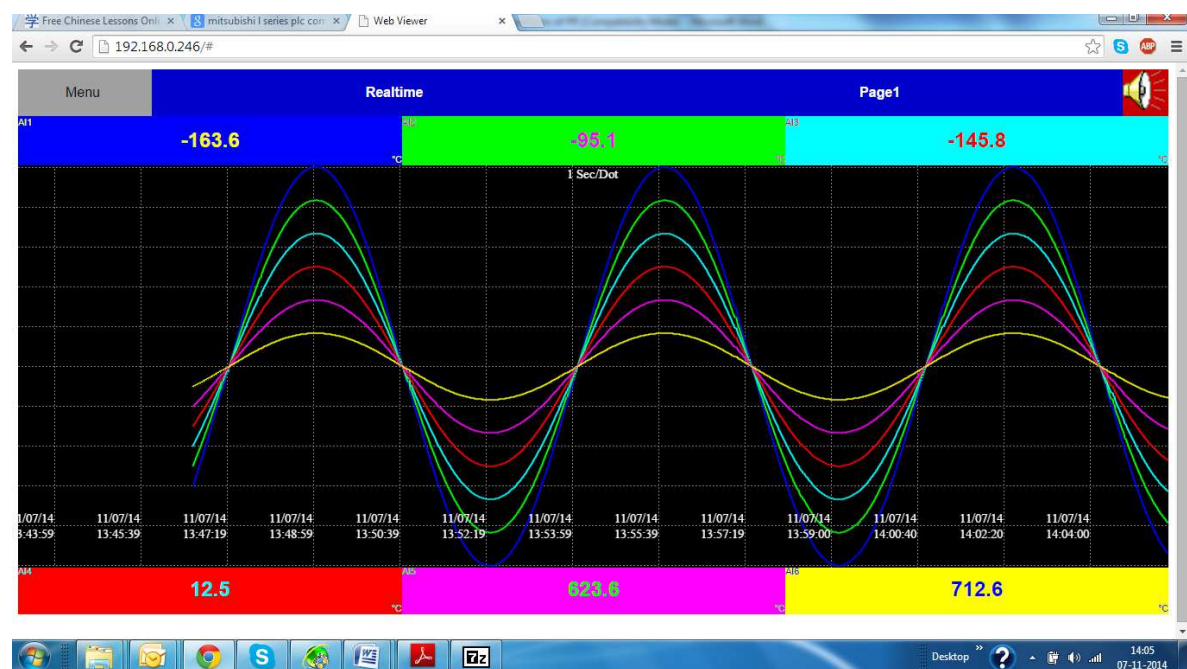 Free Chinese Lessons Onli
mitsubishi l series plc com
Web Viewer
192.168.0.246/#
ABP
Menu
Realtime
Page1
AI1
-163.6
°C
AI2
-95.1
°C
AI3
-145.8
°C
1 Sec/Dot
1/07/14 11/07/14 11/07/14 11/07/14 11/07/14 11/07/14 11/07/14 11/07/14 11/07/14 11/07/14 11/07/14 11/07/14 11/07/14
3:43:59 13:45:39 13:47:19 13:48:59 13:50:39 13:52:19 13:53:59 13:55:39 13:57:19 13:59:00 14:00:40 14:02:20 14:04:00
AI4
12.5
°C
AI5
623.6
°C
AI6
712.6
°C
Desktop
14:05
07-11-2014